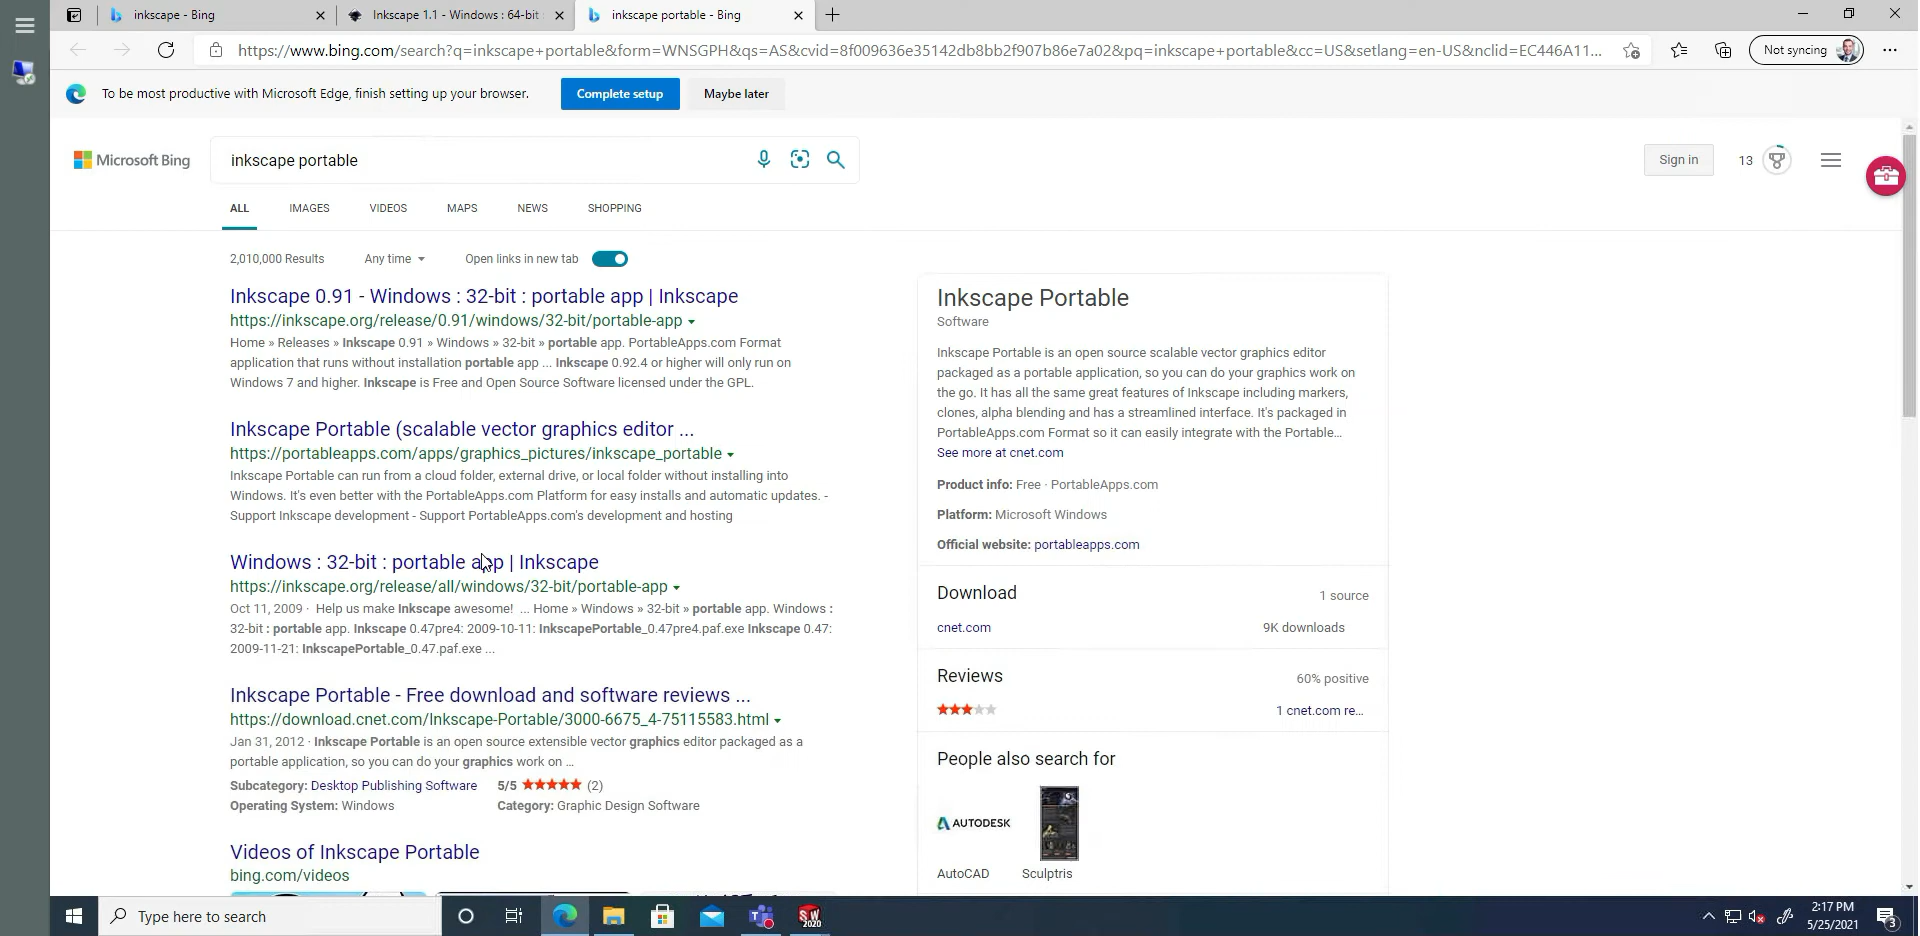 inkscape - Bing
Inkscape 1.1 - Windows : 64-bit
inkscape portable - Bing
https://www.bing.com/search?q=inkscape+portable&form=WNSGPH&qs=AS&cvid=8f009636e35142db8bb2f907b86e7a02&pq=inkscape+portable&cc=US&setlang=en-US&nclid=EC446A11...
Not syncing
To be most productive with Microsoft Edge, finish setting up your browser.
Complete setup
Maybe later
Microsoft Bing
inkscape portable
Sign in
13
ALL
IMAGES
VIDEOS
MAPS
NEWS
SHOPPING
2,010,000 Results
Any time
Open links in new tab
Inkscape 0.91 - Windows : 32-bit : portable app | Inkscape
https://inkscape.org/release/0.91/windows/32-bit/portable-app
Home » Releases » Inkscape 0.91 » Windows » 32-bit » portable app. PortableApps.com Format
application that runs without installation portable app ... Inkscape 0.92.4 or higher will only run on
Windows 7 and higher. Inkscape is Free and Open Source Software licensed under the GPL.
Inkscape Portable (scalable vector graphics editor ...
https://portableapps.com/apps/graphics_pictures/inkscape_portable
Inkscape Portable can run from a cloud folder, external drive, or local folder without installing into
Windows. It's even better with the PortableApps.com Platform for easy installs and automatic updates. -
Support Inkscape development - Support PortableApps.com's development and hosting
Windows : 32-bit : portable app | Inkscape
https://inkscape.org/release/all/windows/32-bit/portable-app
Oct 11, 2009 · Help us make Inkscape awesome! ... Home » Windows » 32-bit » portable app. Windows :
32-bit : portable app. Inkscape 0.47pre4: 2009-10-11: InkscapePortable_0.47pre4.paf.exe Inkscape 0.47:
2009-11-21: InkscapePortable_0.47.paf.exe ...
Inkscape Portable - Free download and software reviews ...
https://download.cnet.com/Inkscape-Portable/3000-6675_4-75115583.html
Jan 31, 2012 · Inkscape Portable is an open source extensible vector graphics editor packaged as a
portable application, so you can do your graphics work on ...
Subcategory: Desktop Publishing Software
5/5
(2)
Operating System: Windows
Category: Graphic Design Software
Videos of Inkscape Portable
bing.com/videos
Inkscape Portable
Software
Inkscape Portable is an open source scalable vector graphics editor
packaged as a portable application, so you can do your graphics work on
the go. It has all the same great features of Inkscape including markers,
clones, alpha blending and has a streamlined interface. It's packaged in
PortableApps.com Format so it can easily integrate with the Portable...
See more at cnet.com
Product info: Free · PortableApps.com
Platform: Microsoft Windows
Official website: portableapps.com
Download
1 source
cnet.com
9K downloads
Reviews
60% positive
1 cnet.com re...
People also search for
AUTODESK
AutoCAD
Sculptris
Type here to search
SW
2020
2:17 PM
5/25/2021
3